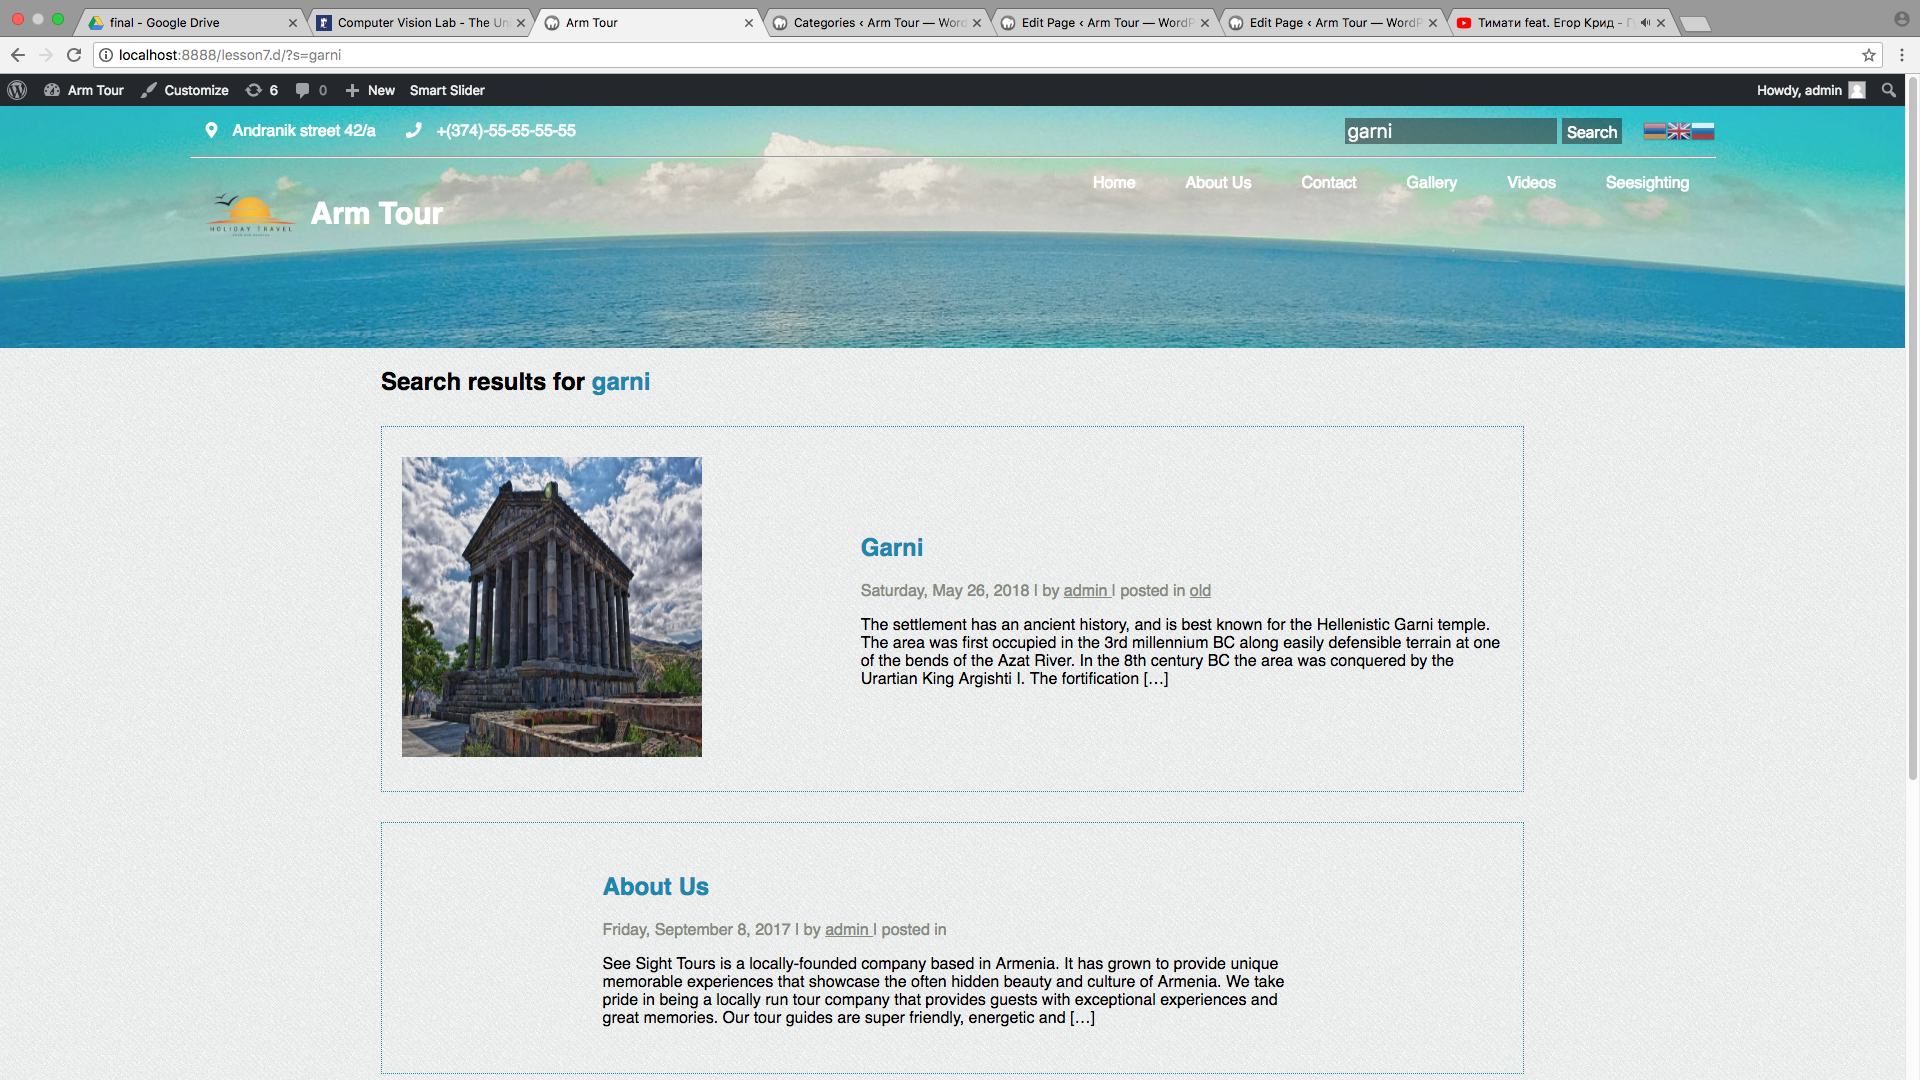 final - Google Drive
Computer Vision Lab - The Un
Arm Tour
Categories ‹ Arm Tour — Word
Edit Page ‹ Arm Tour — WordP
Edit Page ‹ Arm Tour — WordP
Тимати feat. Егор Крид - Г
localhost:8888/lesson7.d/?s=garni
Arm Tour
Customize
6
0
New
Smart Slider
Howdy, admin
Andranik street 42/a
+(374)-55-55-55-55
garni
Search
Home
About Us
Contact
Gallery
Videos
Seesighting
HOLIDAY TRAVEL
Arm Tour
Search results for garni
Garni
Saturday, May 26, 2018 | by admin | posted in old
The settlement has an ancient history, and is best known for the Hellenistic Garni temple.
The area was first occupied in the 3rd millennium BC along easily defensible terrain at one
of the bends of the Azat River. In the 8th century BC the area was conquered by the
Urartian King Argishti I. The fortification […]
About Us
Friday, September 8, 2017 | by admin | posted in
See Sight Tours is a locally-founded company based in Armenia. It has grown to provide unique
memorable experiences that showcase the often hidden beauty and culture of Armenia. We take
pride in being a locally run tour company that provides guests with exceptional experiences and
great memories. Our tour guides are super friendly, energetic and […]